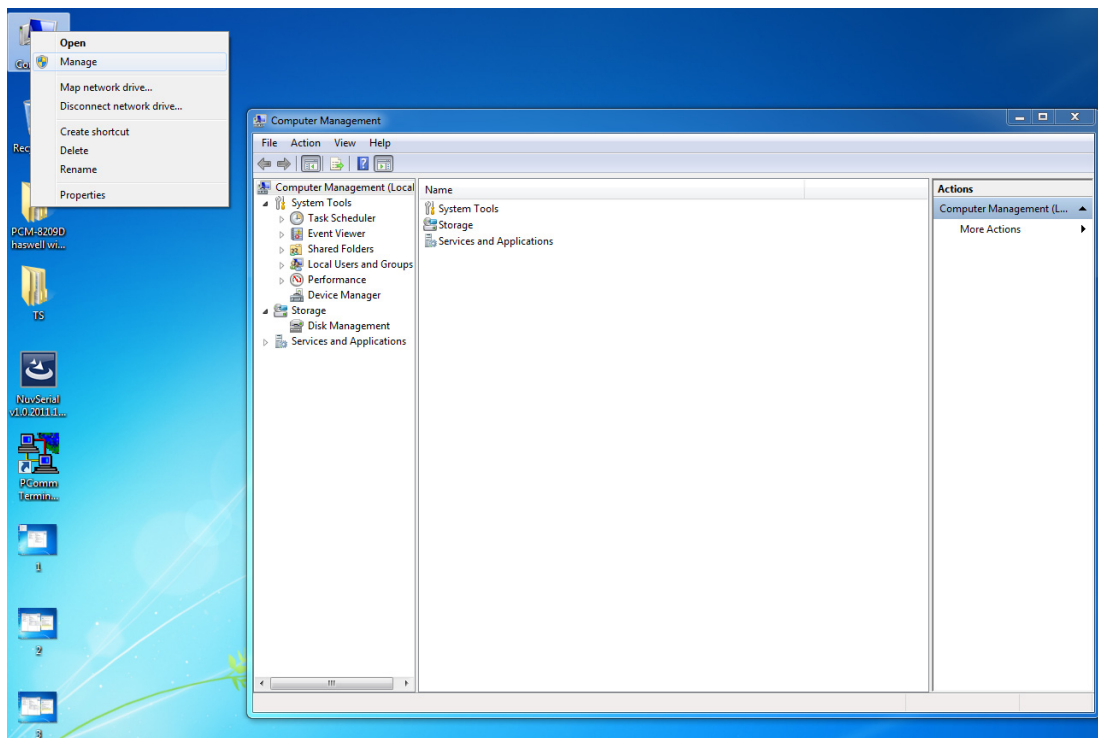 Open
Manage
Map network drive...
Disconnect network drive...
Create shortcut
Delete
Rename
Properties
PCM-8209D
haswell wi...
TS
NuvSerial
v1.0.2011.1...
PComm
Termin...
1
2
3
Computer Management
File Action View Help
Computer Management (Local
System Tools
Task Scheduler
Event Viewer
Shared Folders
Local Users and Groups
Performance
Device Manager
Storage
Disk Management
Services and Applications
Name
System Tools
Storage
Services and Applications
Actions
Computer Management (L...
More Actions